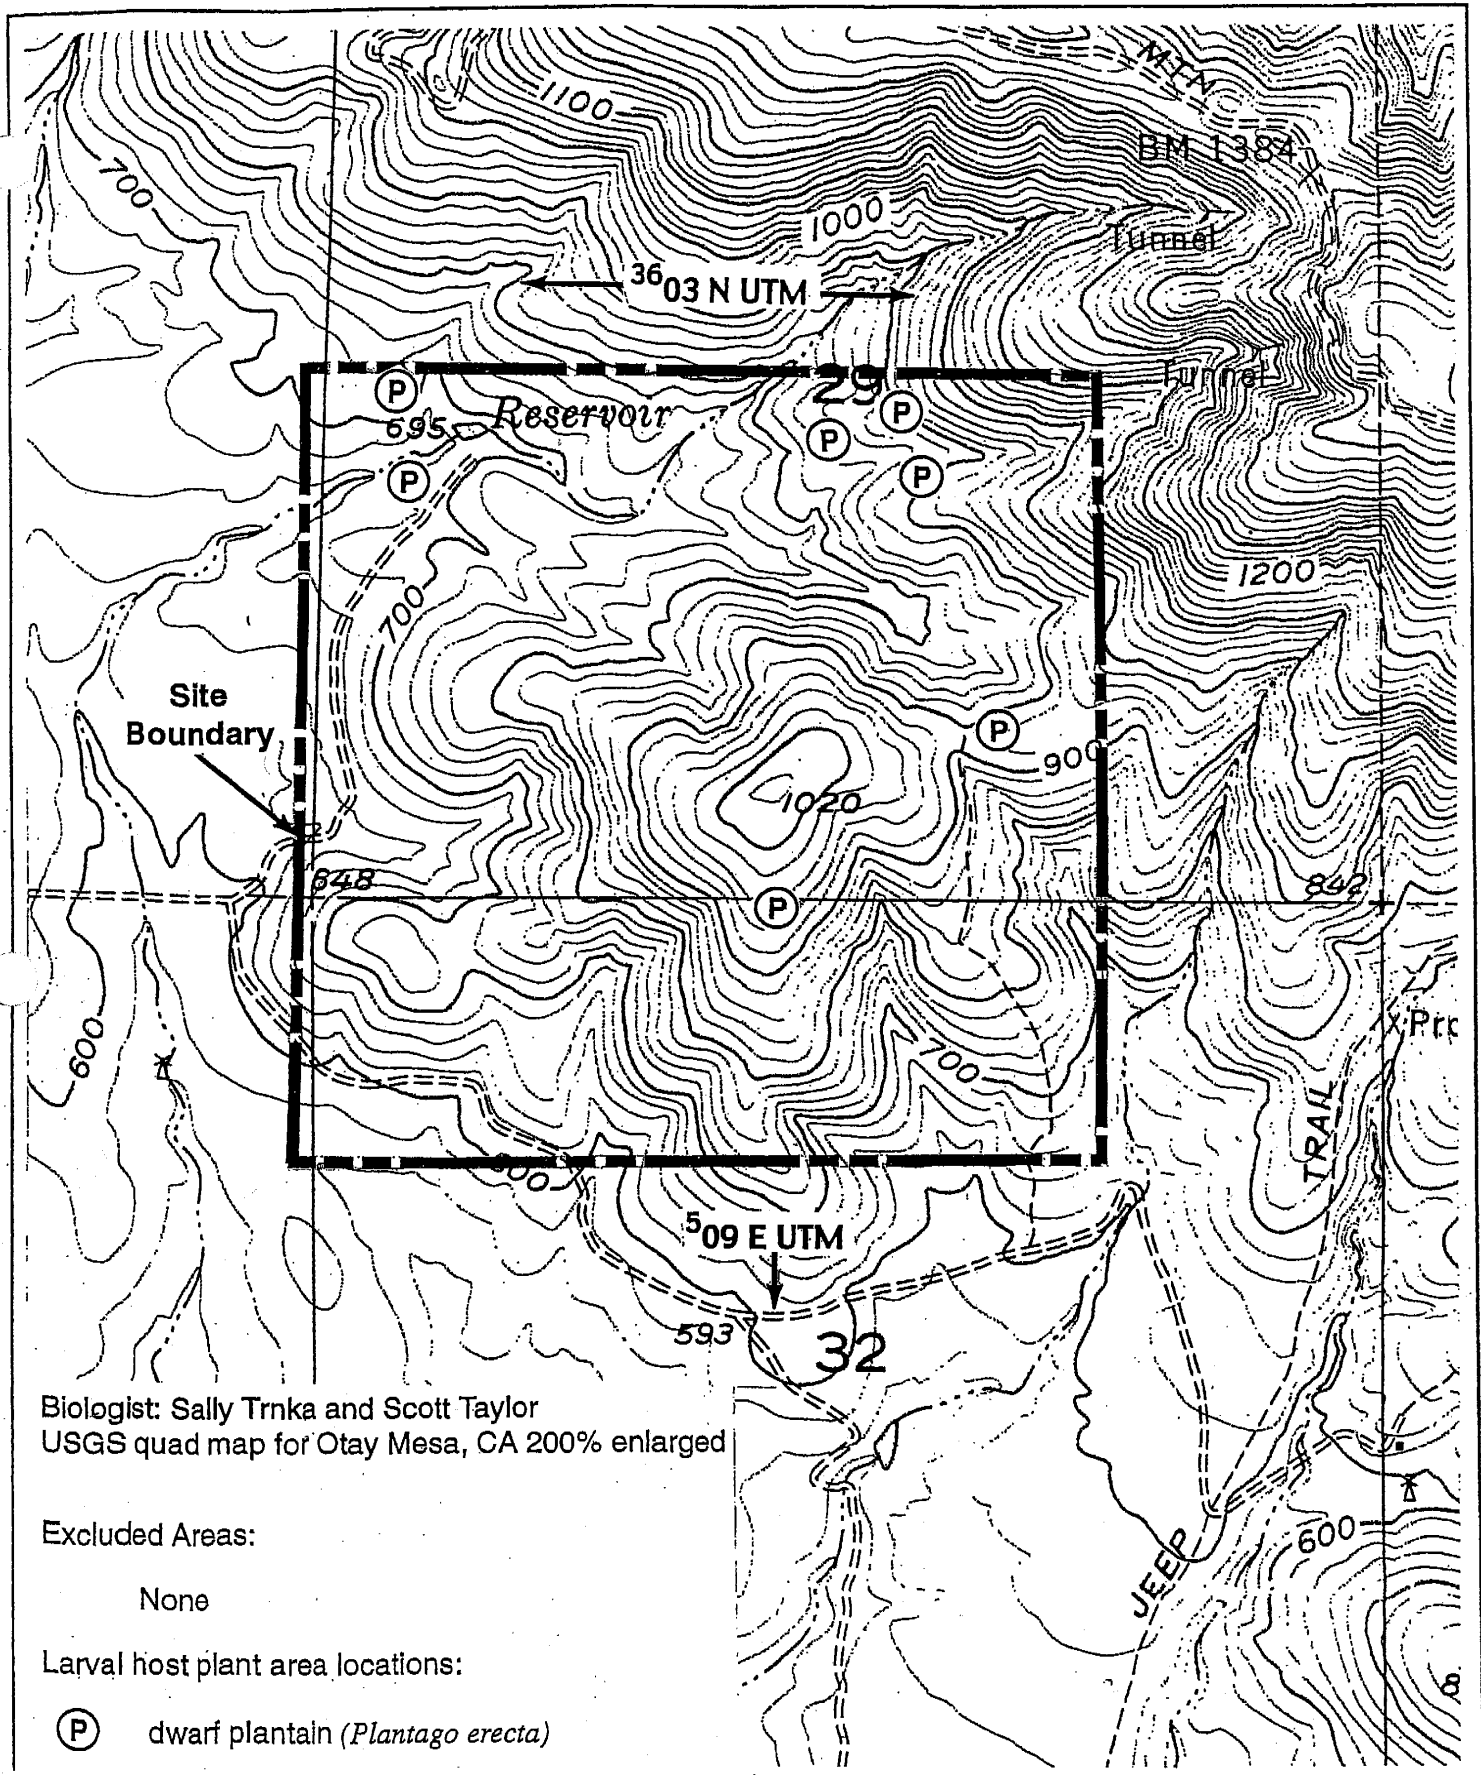 MTN
1100
BM 1384
700
1000
Tunnel
3603 N UTM
29
Tunnel
P
Reservoir
P
695
P
P
P
1200
700
Site
Boundary
P
900
1020
648
842
P
600
700
TRAIL
509 E UTM
593
32
Biologist: Sally Trnka and Scott Taylor
USGS quad map for Otay Mesa, CA 200% enlarged
Excluded Areas:
600
JEEP
None
Larval host plant area locations:
P dwarf plantain (Plantago erecta)